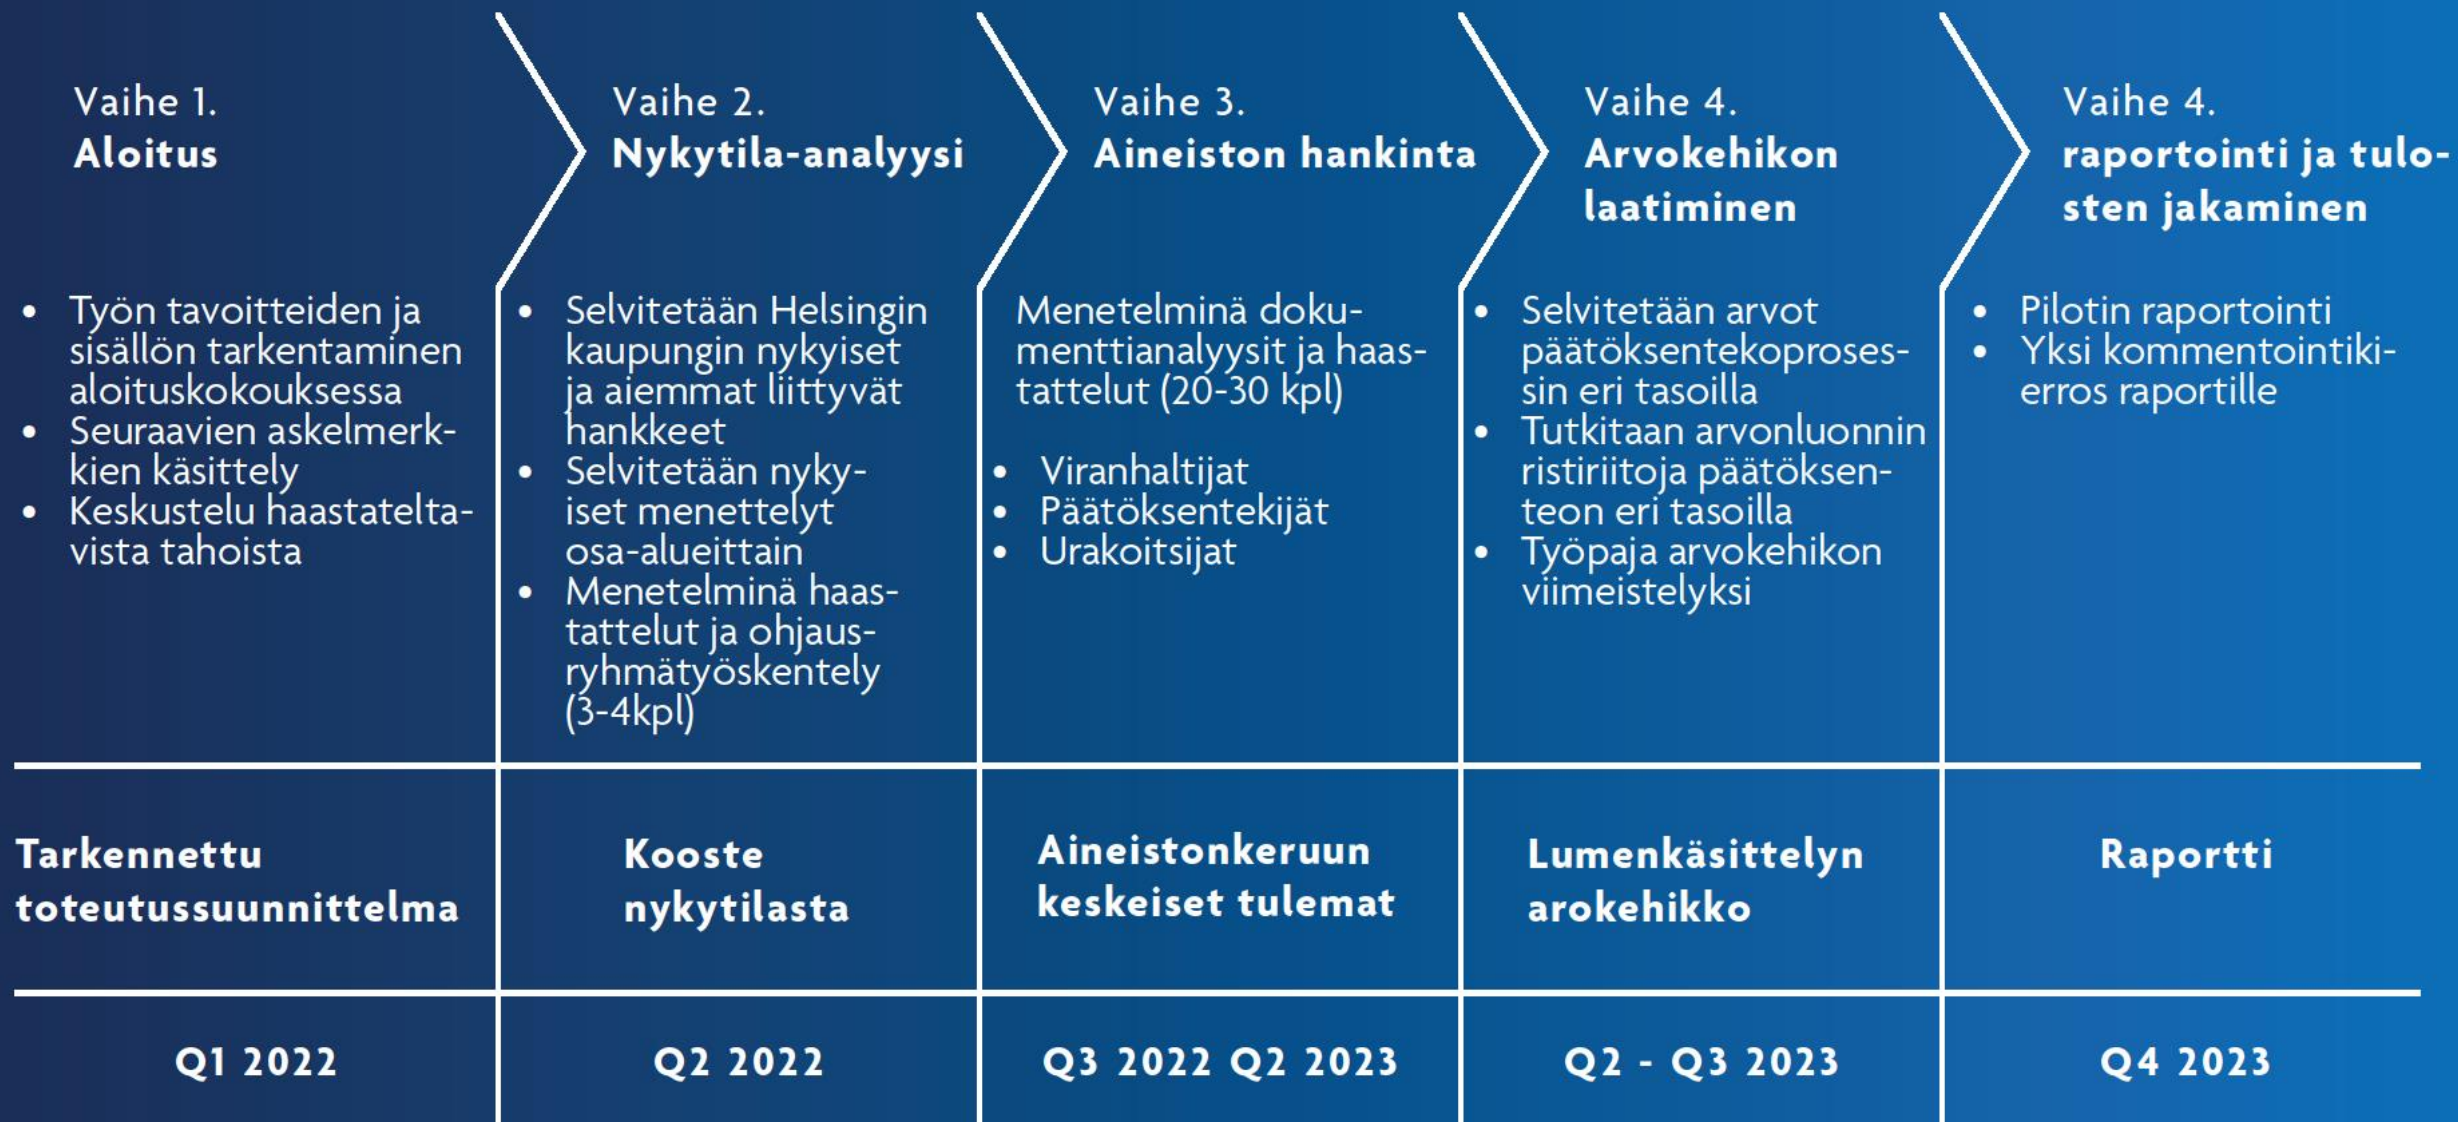 Vaihe 1.
Aloitus
• Työn tavoitteiden ja
sisällön tarkentaminen
aloituskokouksessa
• Seuraavien askelmerk-
kien käsittely
• Keskustelu haastatelta-
vista tahoista
Tarkennettu
toteutussuunnittelma
Q1 2022
Vaihe 2.
Nykytila-analyysi
• Selvitetään Helsingin
kaupungin nykyiset
ja aiemmat liittyvät
hankkeet
• Selvitetään nyky-
iset menettelyt
osa-alueittain
• Menetelminä haas-
tattelut ja ohjaus-
ryhmätyöskentely
(3-4kpl)
Kooste
nykytilasta
Q2 2022
Vaihe 3.
Aineiston hankinta
Menetelminä doku-
menttianalyysit ja haas-
tattelut (20-30 kpl)
• Viranhaltijat
• Päätöksentekijät
• Urakoitsijat
Aineistonkeruun
keskeiset tulemat
Q3 2022 Q2 2023
Vaihe 4.
Arvokehikon
laatiminen
• Selvitetään arvot
päätöksentekoproses-
sin eri tasoilla
• Tutkitaan arvonluonnin
ristiriitoja päätöksen-
teon eri tasoilla
• Työpaja arvokehikon
viimeistelyksi
Lumenkäsittelyn
arokehikko
Q2 - Q3 2023
Vaihe 4.
raportointi ja tulo-
sten jakaminen
• Pilotin raportointi
• Yksi kommentointiki-
erros raportille
Raportti
Q4 2023